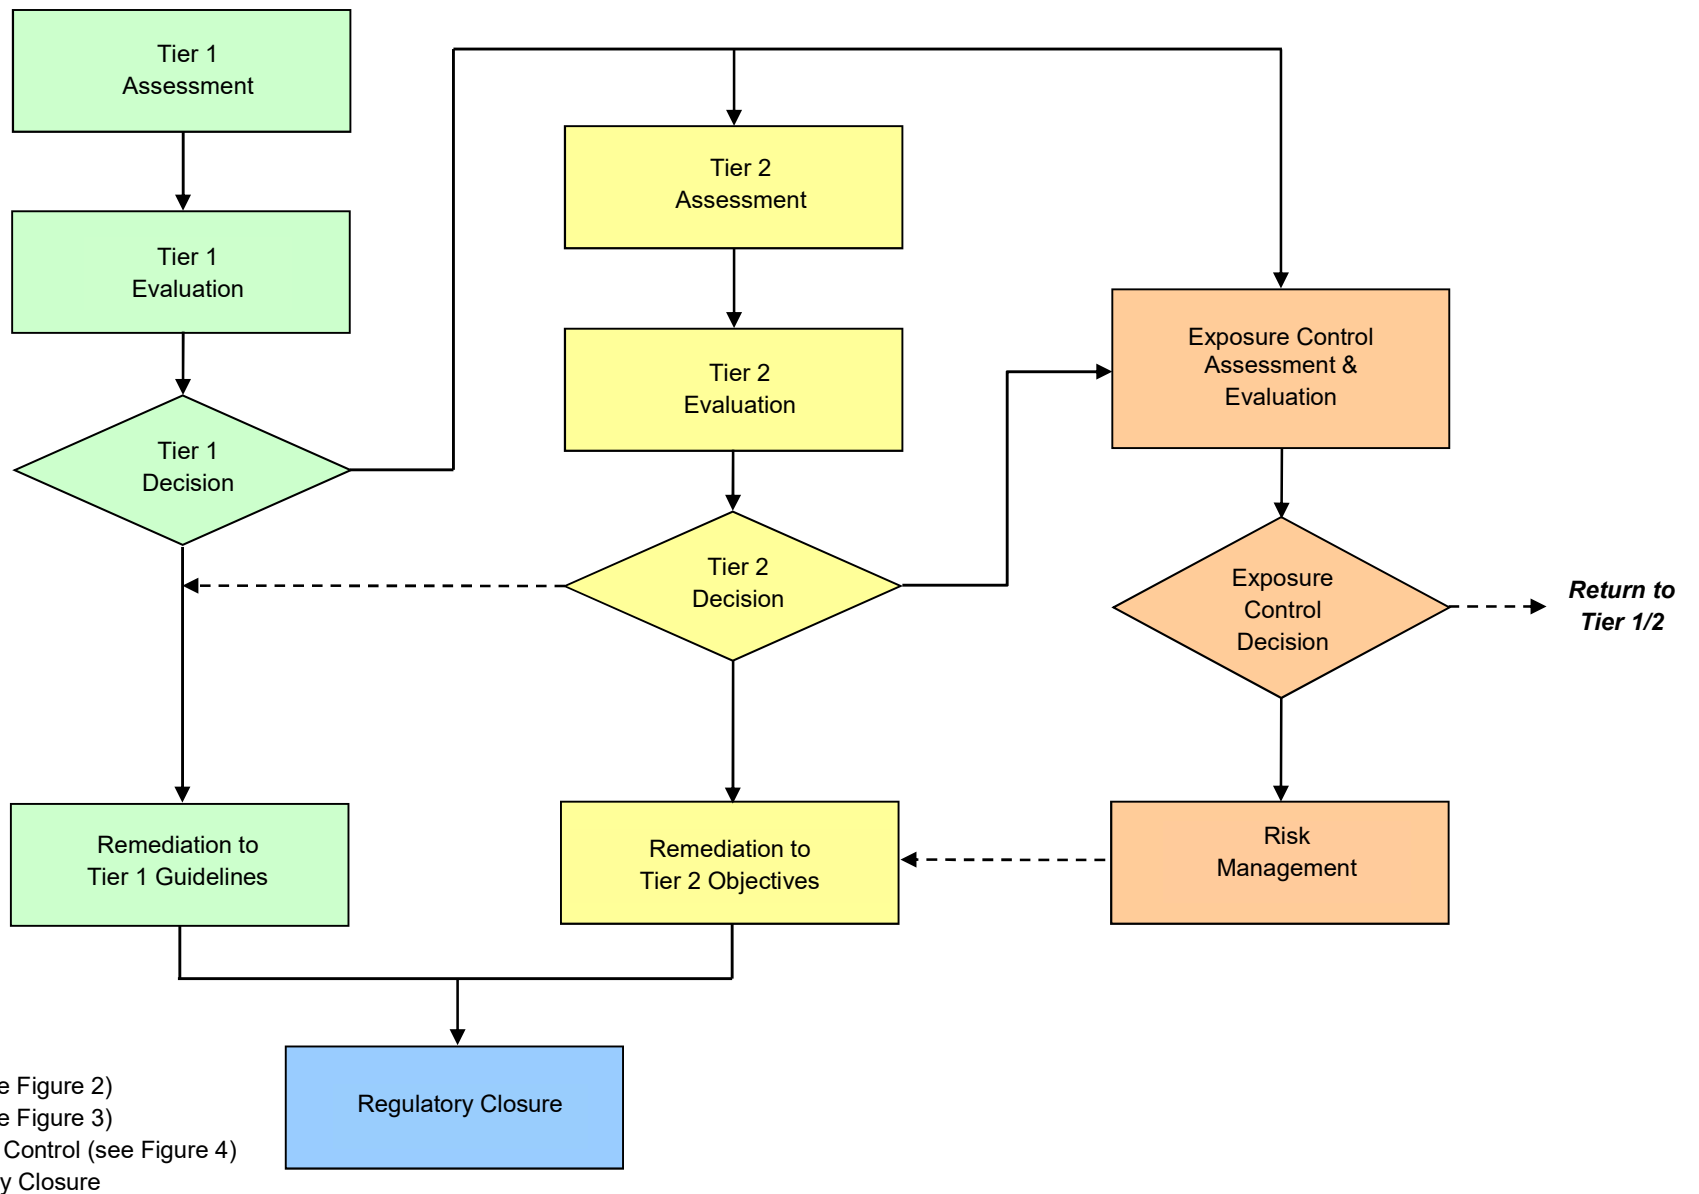 Tier 1
Assessment
Tier 1
Evaluation
Tier 1
Decision
Remediation to
Tier 1 Guidelines
Tier 2
Assessment
Tier 2
Evaluation
Tier 2
Decision
Remediation to
Tier 2 Objectives
Exposure Control
Assessment &
Evaluation
Exposure
Control
Decision
Return to
Tier 1/2
Risk
Management
Regulatory Closure
e Figure 2)
e Figure 3)
Control (see Figure 4)
y Closure